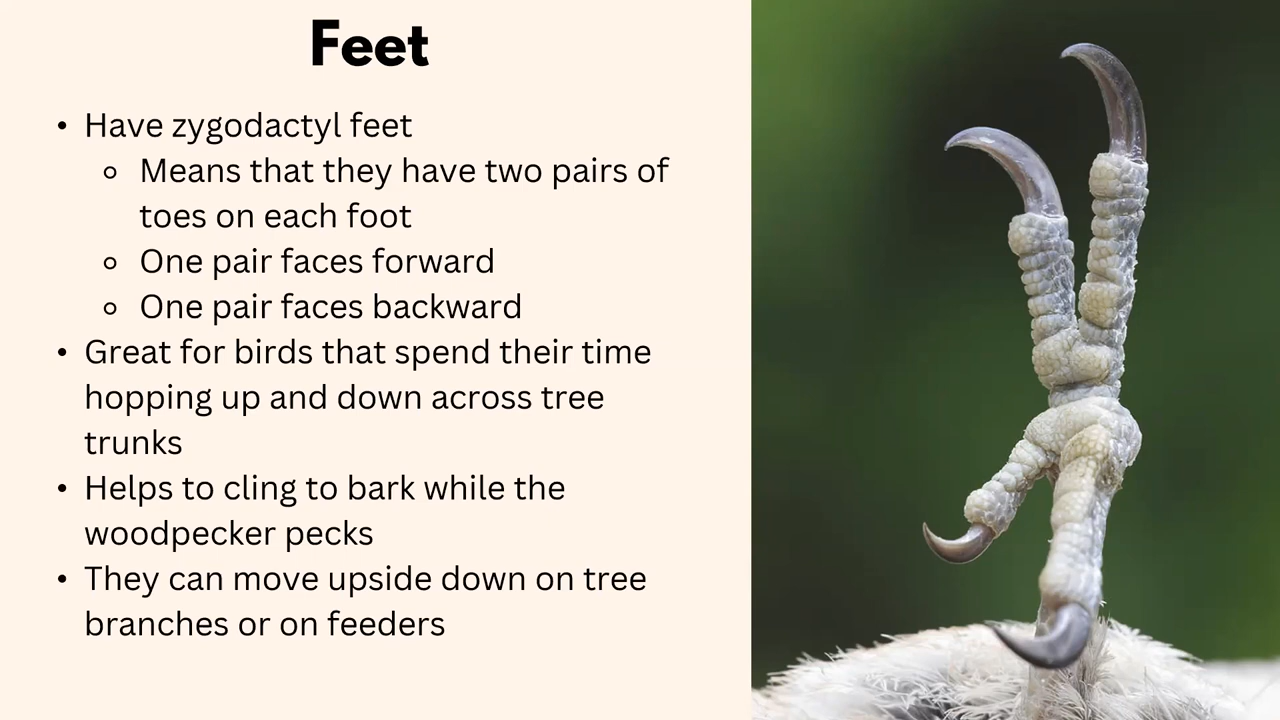 Feet
• Have zygodactyl feet
◦ Means that they have two pairs of
toes on each foot
◦ One pair faces forward
◦ One pair faces backward
• Great for birds that spend their time
hopping up and down across tree
trunks
• Helps to cling to bark while the
woodpecker pecks
• They can move upside down on tree
branches or on feeders